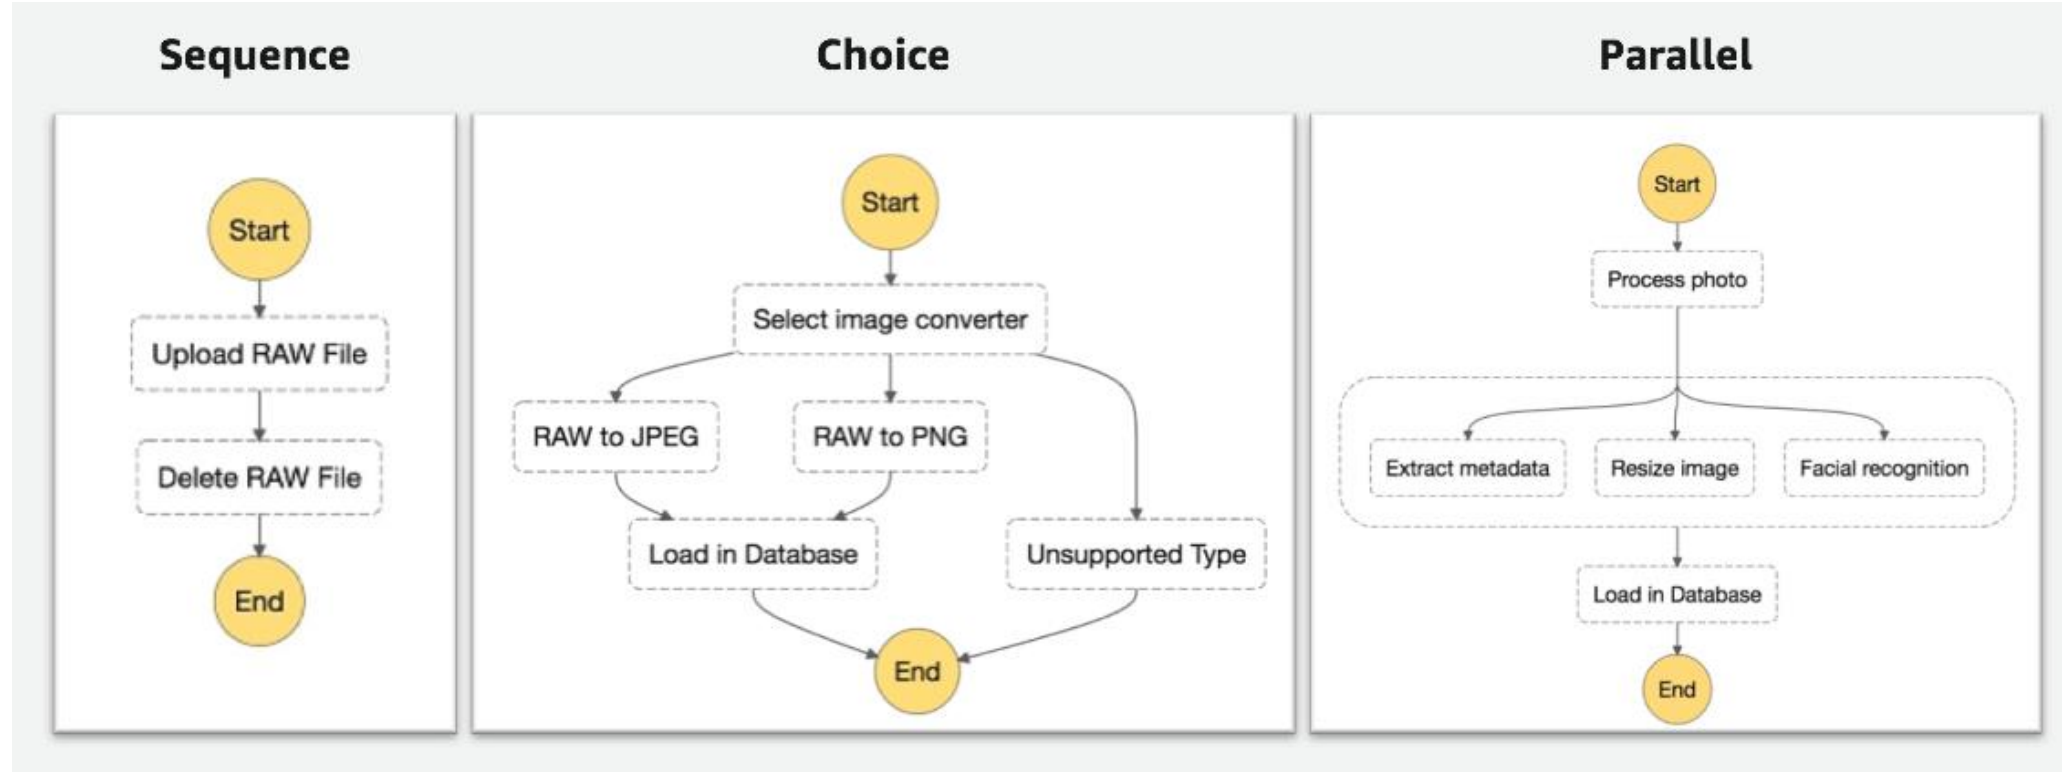 Sequence
Start
Upload RAW File
Delete RAW File
End
Choice
Start
Select image converter
RAW to JPEG
RAW to PNG
Load in Database
Unsupported Type
End
Parallel
Start
Process photo
Extract metadata
Resize image
Facial recognition
Load in Database
End